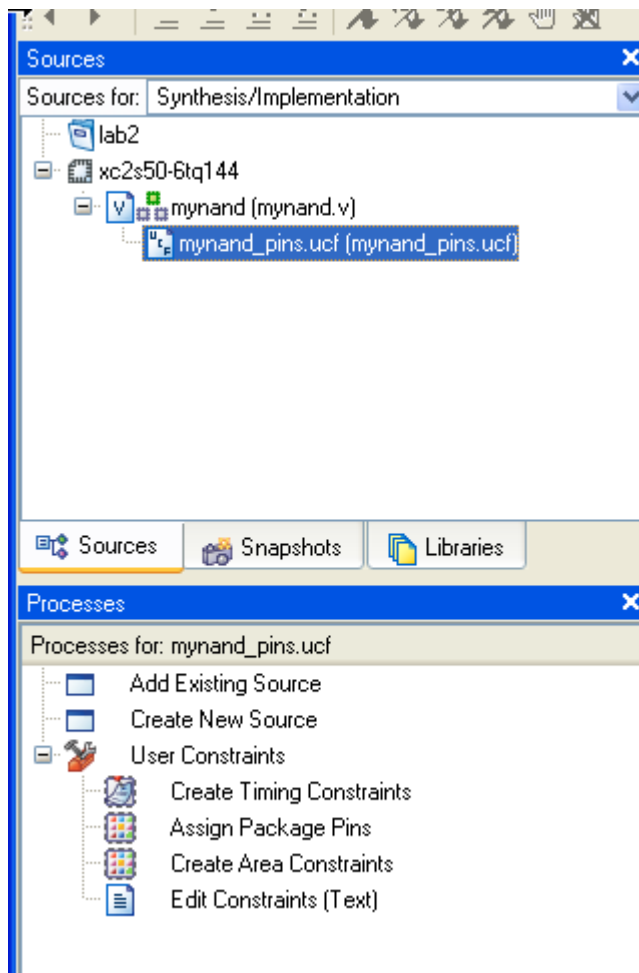 Sources
Sources for: Synthesis/Implementation
lab2
xc2s50-6tq144
V mynand (mynand.v)
UCF mynand_pins.ucf (mynand_pins.ucf)
Sources Snapshots Libraries
Processes
Processes for: mynand_pins.ucf
Add Existing Source
Create New Source
User Constraints
Create Timing Constraints
Assign Package Pins
Create Area Constraints
Edit Constraints (Text)